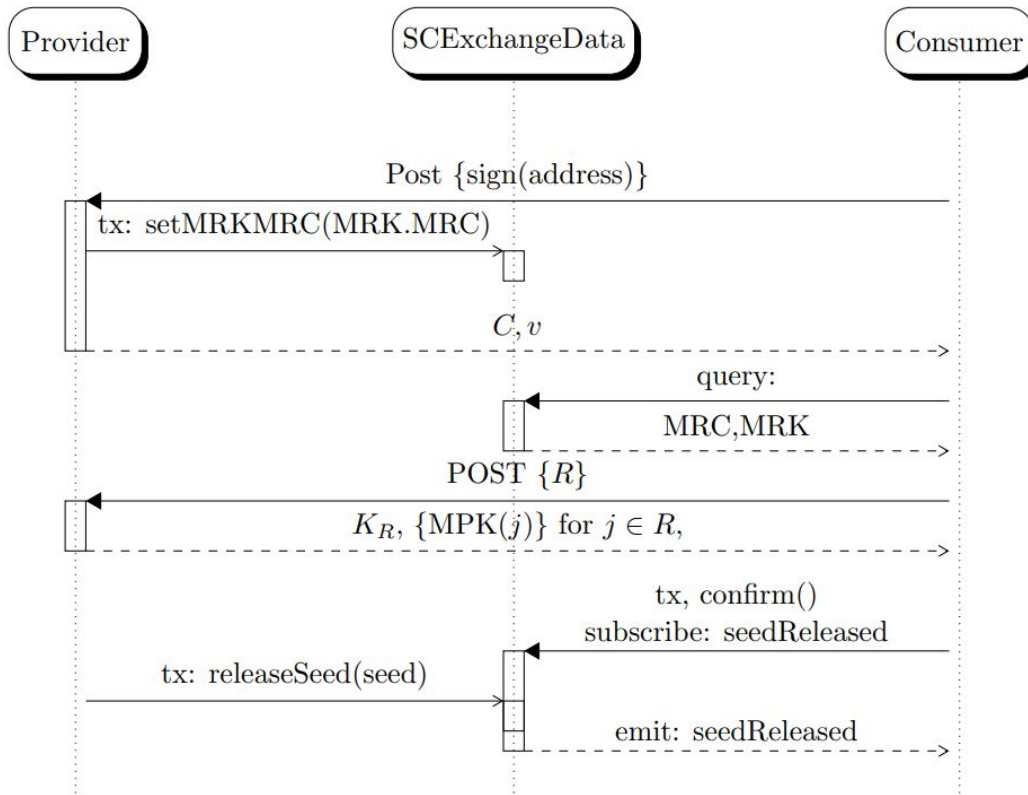 Provider
SCExchangeData
Consumer
Post {sign(address)}
tx: setMRKMRC(MRK.MRC)
C, v
query:
MRC,MRK
POST {R}
K_R, {MPK(j)} for j ∈ R,
tx, confirm()
subscribe: seedReleased
tx: releaseSeed(seed)
emit: seedReleased